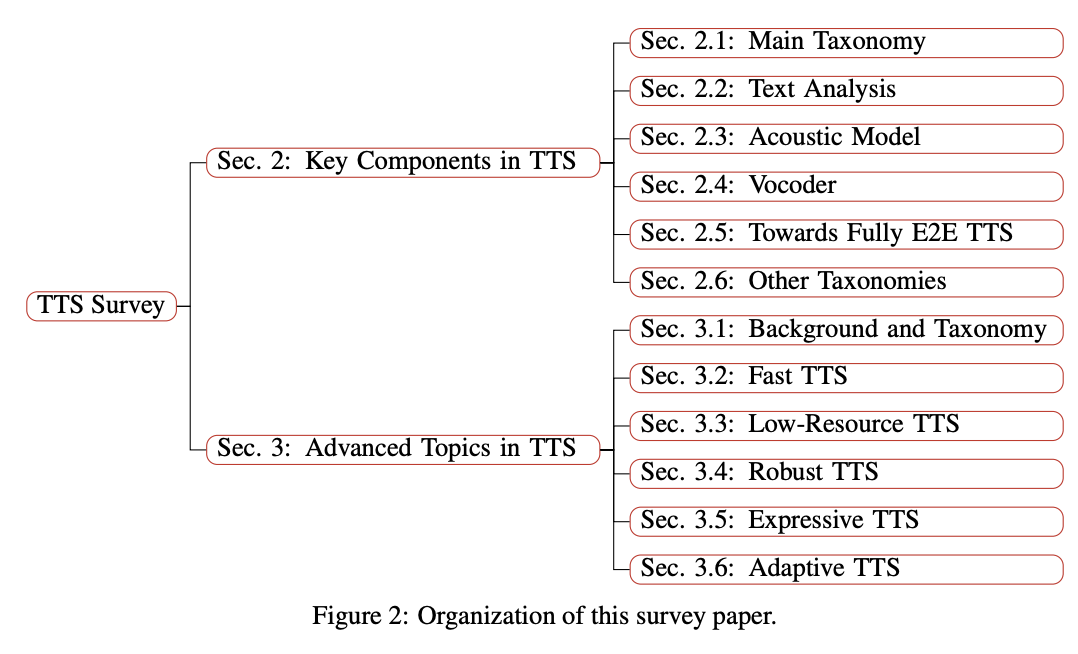 TTS Survey
Sec. 2: Key Components in TTS
Sec. 2.1: Main Taxonomy
Sec. 2.2: Text Analysis
Sec. 2.3: Acoustic Model
Sec. 2.4: Vocoder
Sec. 2.5: Towards Fully E2E TTS
Sec. 2.6: Other Taxonomies
Sec. 3: Advanced Topics in TTS
Sec. 3.1: Background and Taxonomy
Sec. 3.2: Fast TTS
Sec. 3.3: Low-Resource TTS
Sec. 3.4: Robust TTS
Sec. 3.5: Expressive TTS
Sec. 3.6: Adaptive TTS
Figure 2: Organization of this survey paper.